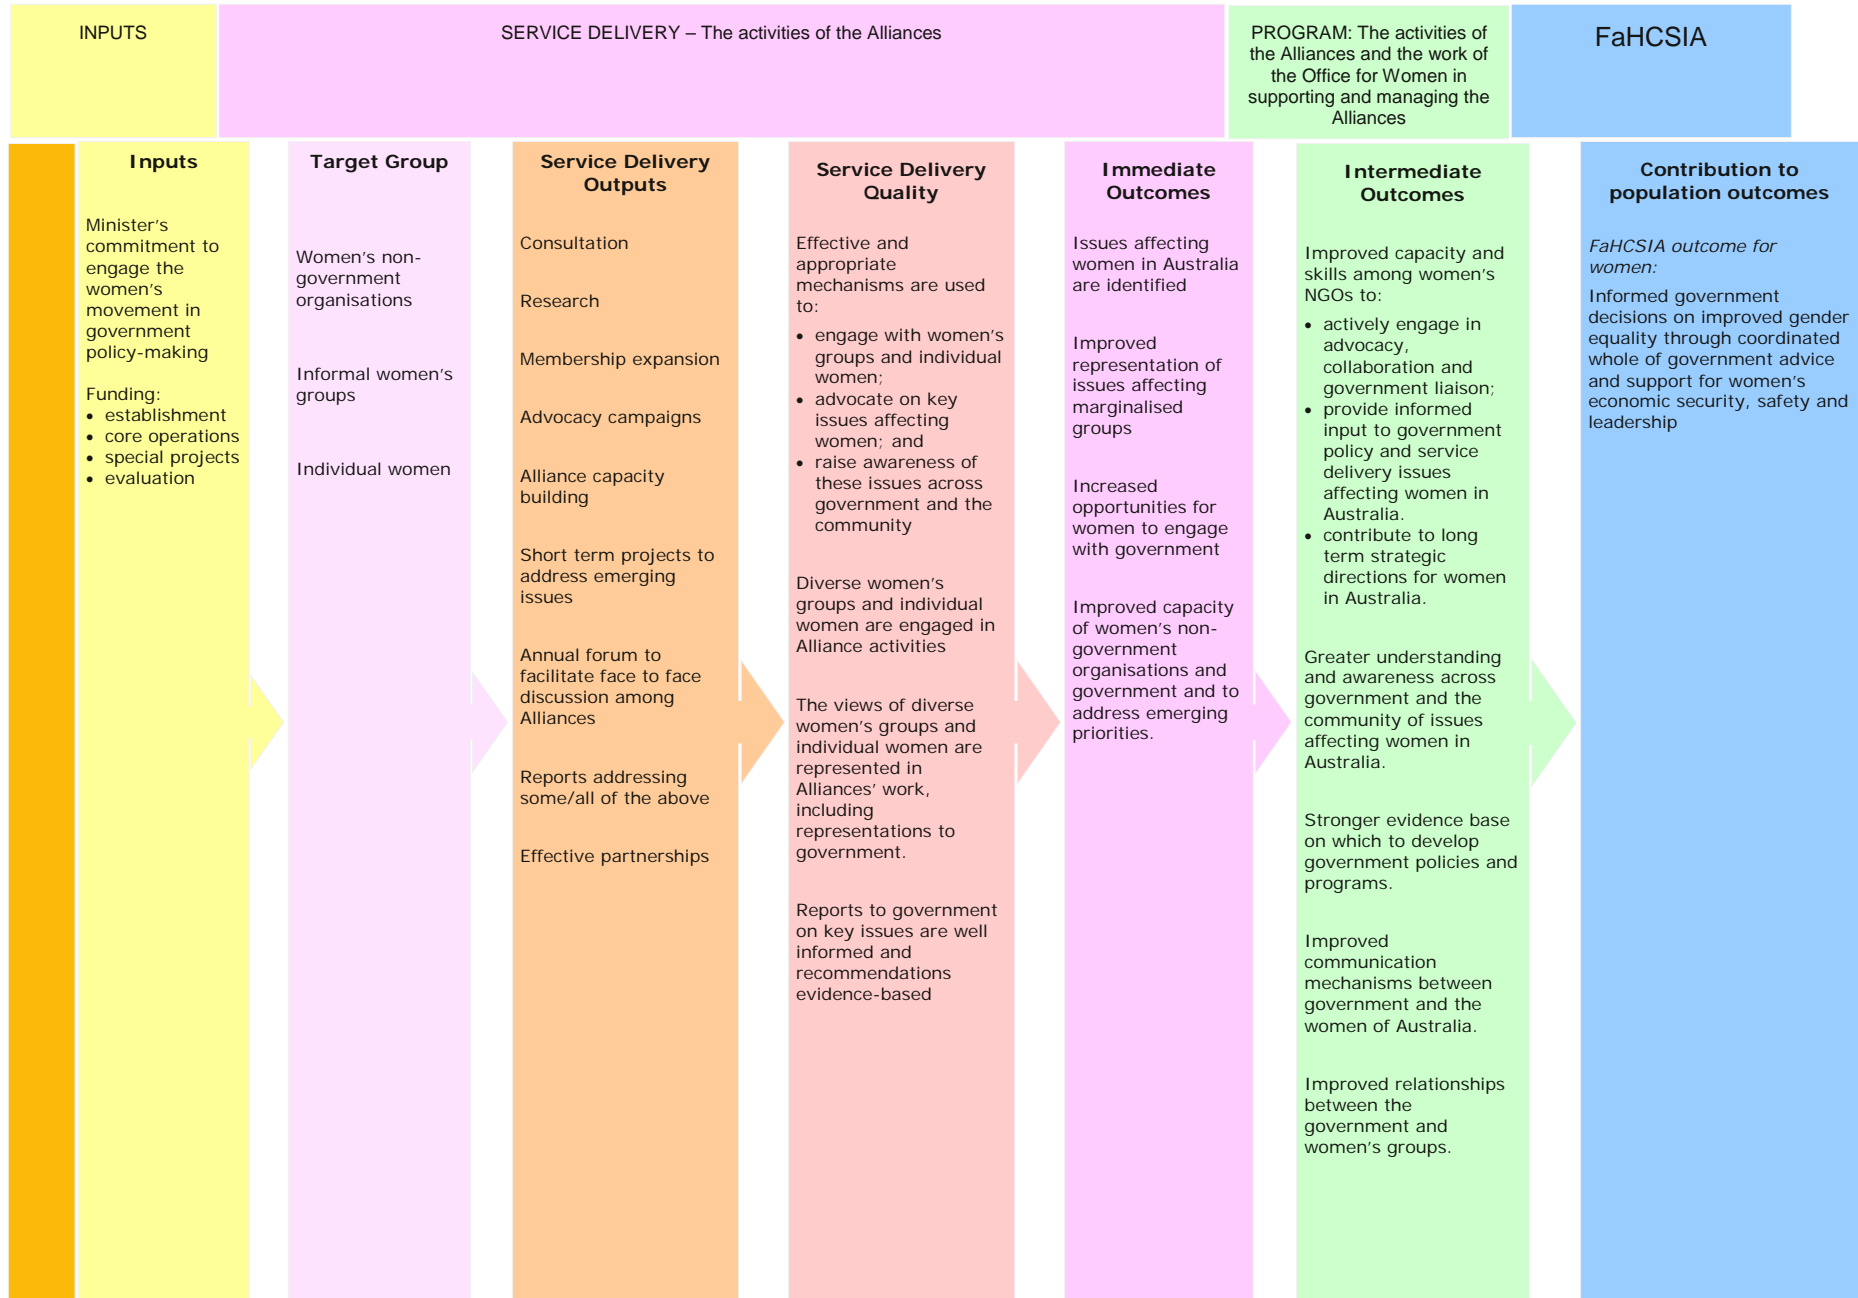 INPUTS
SERVICE DELIVERY – The activities of the Alliances
PROGRAM: The activities of
the Alliances and the work of
the Office for Women in
supporting and managing the
Alliances
FaHCSIA
Inputs
Minister's
commitment to
engage the
women's
movement in
government
policy-making
Funding:
• establishment
• core operations
• special projects
• evaluation
Target Group
Women's non-
government
organisations
Informal women's
groups
Individual women
Service Delivery
Outputs
Consultation
Research
Membership expansion
Advocacy campaigns
Alliance capacity
building
Short term projects to
address emerging
issues
Annual forum to
facilitate face to face
discussion among
Alliances
Reports addressing
some/all of the above
Effective partnerships
Service Delivery
Quality
Effective and
appropriate
mechanisms are used
to:
• engage with women's
groups and individual
women;
• advocate on key
issues affecting
women; and
• raise awareness of
these issues across
government and the
community
Diverse women's
groups and individual
women are engaged in
Alliance activities
The views of diverse
women's groups and
individual women are
represented in
Alliances' work,
including
representations to
government.
Reports to government
on key issues are well
informed and
recommendations
evidence-based
Immediate
Outcomes
Issues affecting
women in Australia
are identified
Improved
representation of
issues affecting
marginalised
groups
Increased
opportunities for
women to engage
with government
Improved capacity
of women's non-
government
organisations and
government and to
address emerging
priorities.
Intermediate
Outcomes
Improved capacity and
skills among women's
NGOs to:
• actively engage in
advocacy,
collaboration and
government liaison;
• provide informed
input to government
policy and service
delivery issues
affecting women in
Australia.
• contribute to long
term strategic
directions for women
in Australia.
Greater understanding
and awareness across
government and the
community of issues
affecting women in
Australia.
Stronger evidence base
on which to develop
government policies and
programs.
Improved
communication
mechanisms between
government and the
women of Australia.
Improved relationships
between the
government and
women's groups.
Contribution to
population outcomes
FaHCSIA outcome for
women:
Informed government
decisions on improved gender
equality through coordinated
whole of government advice
and support for women's
economic security, safety and
leadership